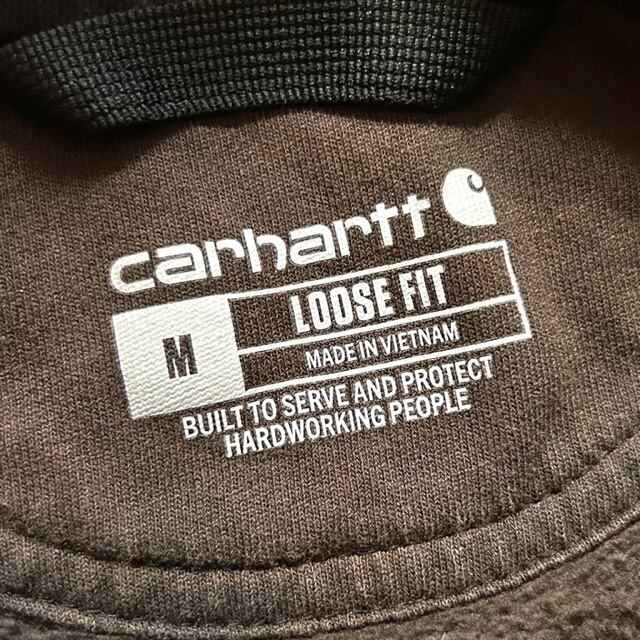 carhartt
M
LOOSE FIT
MADE IN VIETNAM
BUILT TO SERVE AND PROTECT
HARDWORKING PEOPLE